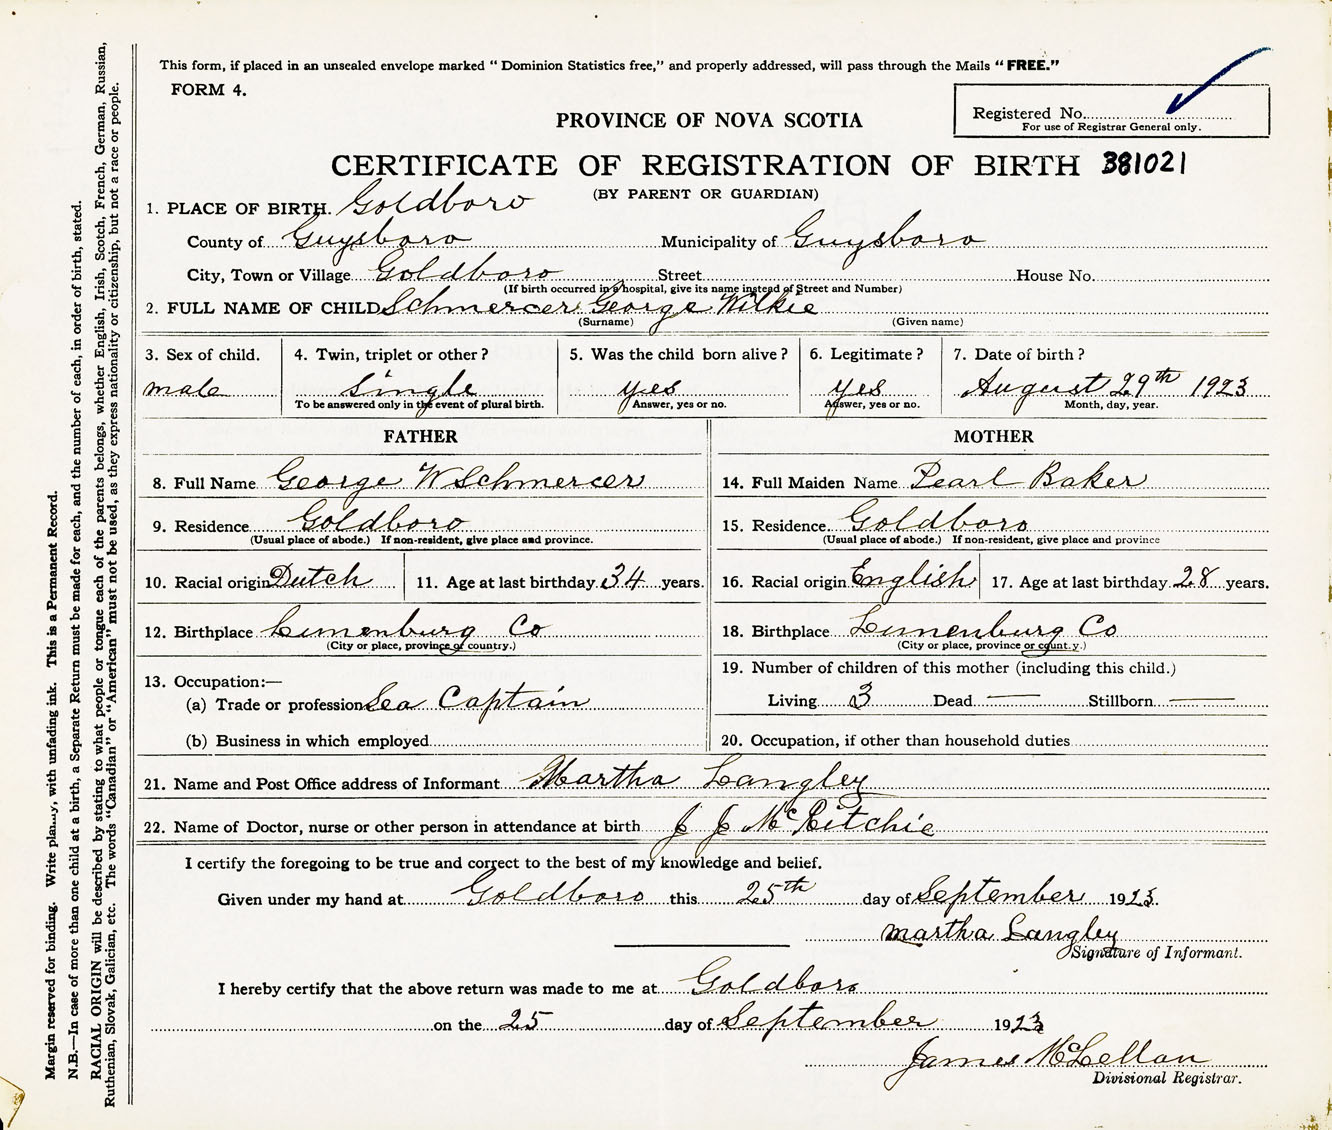 This form, if placed in an unsealed envelope marked "Dominion Statistics free," and properly addressed, will pass through the Mails "FREE."
FORM 4.
Registered No.
For use of Registrar General only.
PROVINCE OF NOVA SCOTIA
CERTIFICATE OF REGISTRATION OF BIRTH 381021
(BY PARENT OR GUARDIAN)
1. PLACE OF BIRTH. Goldboro
County of Guysboro Municipality of Guysboro
City, Town or Village Goldboro Street House No.
(If birth occurred in a hospital, give its name instead of Street and Number)
2. FULL NAME OF CHILD Schmercer George Wilkie
(Surname) (Given name)
3. Sex of child. 4. Twin, triplet or other? 5. Was the child born alive? 6. Legitimate? 7. Date of birth?
male single yes yes August 29th 1923
To be answered only in the event of plural birth. Answer, yes or no. Answer, yes or no. Month, day, year.
FATHER MOTHER
8. Full Name George W Schmercer 14. Full Maiden Name Pearl Baker
9. Residence Goldboro 15. Residence. Goldboro
(Usual place of abode.) If non-resident, give place and province. (Usual place of abode.) If non-resident, give place and province
10. Racial origin Dutch 11. Age at last birthday 34 years. 16. Racial origin English 17. Age at last birthday 28 years.
12. Birthplace Lunenburg Co 18. Birthplace Lunenburg Co
(City or place, province or country.) (City or place, province or country.)
19. Number of children of this mother (including this child.)
13. Occupation:—
(a) Trade or profession Sea Captain Living 3 Dead — Stillborn —
(b) Business in which employed 20. Occupation, if other than household duties
21. Name and Post Office address of Informant Martha Langley
22. Name of Doctor, nurse or other person in attendance at birth J J McRitchie
I certify the foregoing to be true and correct to the best of my knowledge and belief.
Given under my hand at Goldboro this 25th day of September 1923.
Martha Langley
Signature of Informant.
I hereby certify that the above return was made to me at Goldboro
on the 25 day of September 1923
James McLellan
Divisional Registrar.
Margin reserved for binding. Write plainly, with unfading ink. This is a Permanent Record.
N.B.—In case of more than one child at a birth, a Separate Return must be made for each, and the number of each, in order of birth, stated.
RACIAL ORIGIN will be described by stating to what people or tongue each of the parents belongs, whether English, Irish, Scotch, French, German, Russian,
Ruthenian, Slovak, Galician, etc. The words "Canadian" or "American" must not be used, as they express nationality or citizenship, but not a race or people.